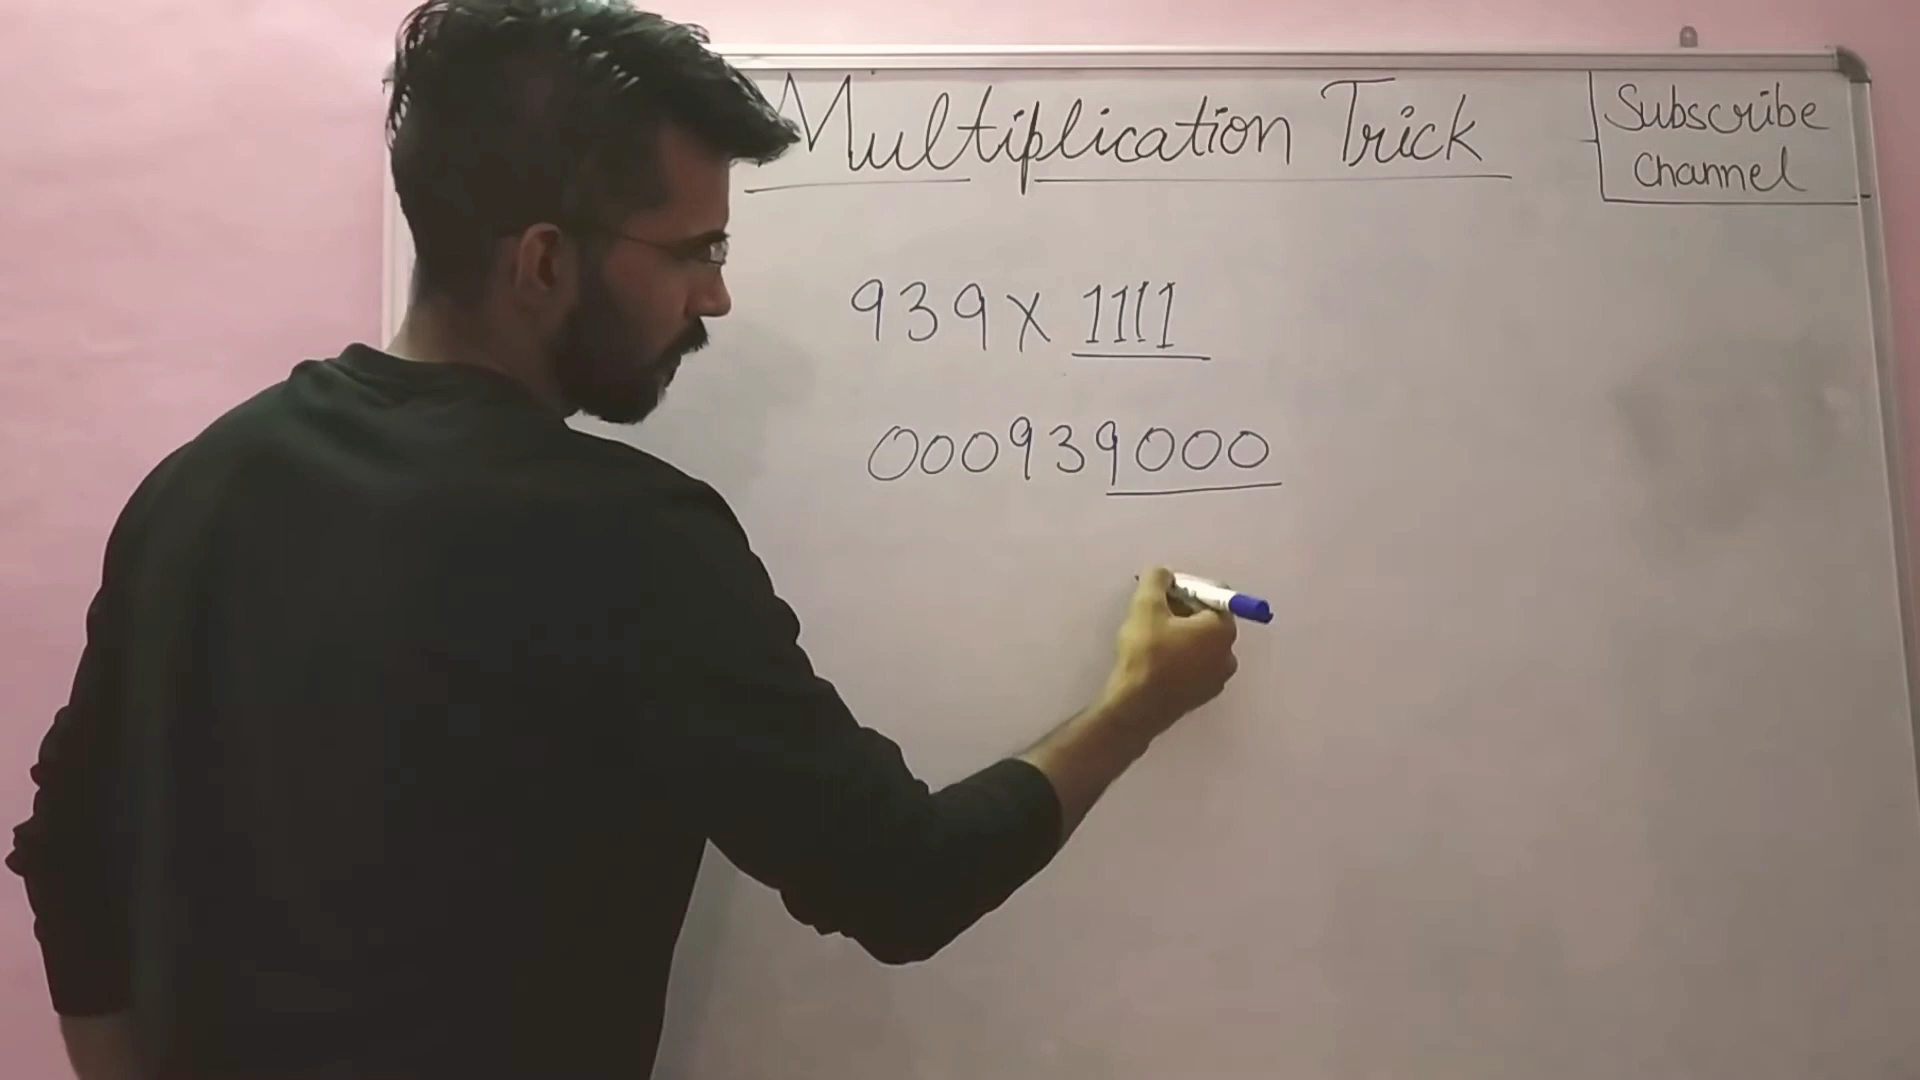 Multiplication Trick
Subscribe
Channel
939 X 1111
000939000